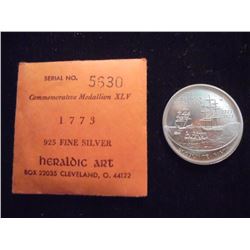 SERIAL NO. 5630
Commemorative Medallion XLV
1773
925 FINE SILVER
heraldic art
BOX 22035 CLEVELAND, O. 44122